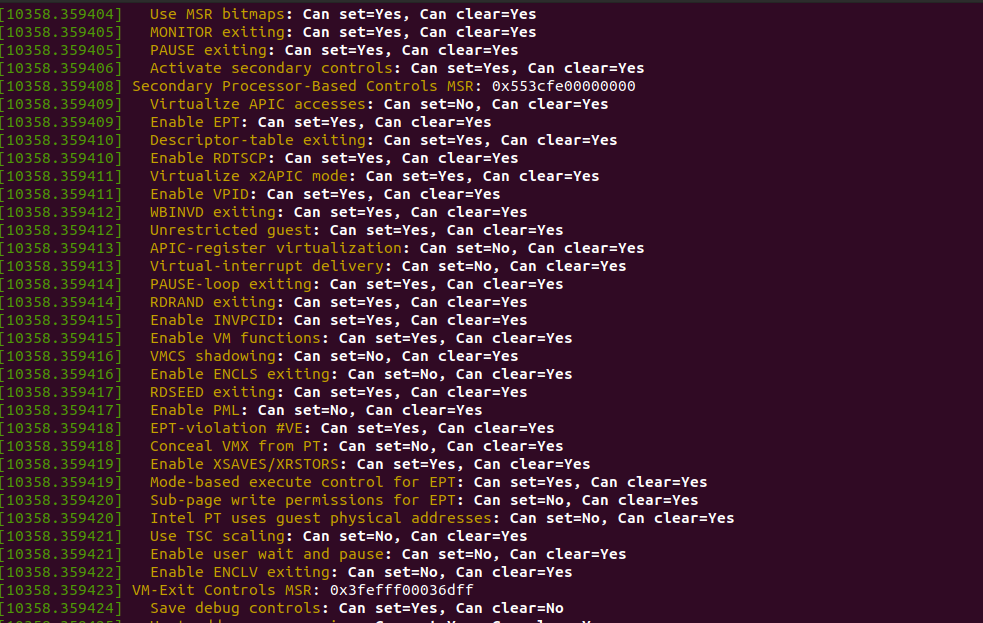 [10358.359404]   Use MSR bitmaps: Can set=Yes, Can clear=Yes
[10358.359405]   MONITOR exiting: Can set=Yes, Can clear=Yes
[10358.359405]   PAUSE exiting: Can set=Yes, Can clear=Yes
[10358.359406]   Activate secondary controls: Can set=Yes, Can clear=Yes
[10358.359408] Secondary Processor-Based Controls MSR: 0x553cfe00000000
[10358.359409]   Virtualize APIC accesses: Can set=No, Can clear=Yes
[10358.359409]   Enable EPT: Can set=Yes, Can clear=Yes
[10358.359410]   Descriptor-table exiting: Can set=Yes, Can clear=Yes
[10358.359410]   Enable RDTSCP: Can set=Yes, Can clear=Yes
[10358.359411]   Virtualize x2APIC mode: Can set=Yes, Can clear=Yes
[10358.359411]   Enable VPID: Can set=Yes, Can clear=Yes
[10358.359412]   WBINVD exiting: Can set=Yes, Can clear=Yes
[10358.359412]   Unrestricted guest: Can set=Yes, Can clear=Yes
[10358.359413]   APIC-register virtualization: Can set=No, Can clear=Yes
[10358.359413]   Virtual-interrupt delivery: Can set=No, Can clear=Yes
[10358.359414]   PAUSE-loop exiting: Can set=Yes, Can clear=Yes
[10358.359414]   RDRAND exiting: Can set=Yes, Can clear=Yes
[10358.359415]   Enable INVPCID: Can set=Yes, Can clear=Yes
[10358.359415]   Enable VM functions: Can set=Yes, Can clear=Yes
[10358.359416]   VMCS shadowing: Can set=No, Can clear=Yes
[10358.359416]   Enable ENCLS exiting: Can set=No, Can clear=Yes
[10358.359417]   RDSEED exiting: Can set=Yes, Can clear=Yes
[10358.359417]   Enable PML: Can set=No, Can clear=Yes
[10358.359418]   EPT-violation #VE: Can set=Yes, Can clear=Yes
[10358.359418]   Conceal VMX from PT: Can set=No, Can clear=Yes
[10358.359419]   Enable XSAVES/XRSTORS: Can set=Yes, Can clear=Yes
[10358.359419]   Mode-based execute control for EPT: Can set=Yes, Can clear=Yes
[10358.359420]   Sub-page write permissions for EPT: Can set=No, Can clear=Yes
[10358.359420]   Intel PT uses guest physical addresses: Can set=No, Can clear=Yes
[10358.359421]   Use TSC scaling: Can set=No, Can clear=Yes
[10358.359421]   Enable user wait and pause: Can set=No, Can clear=Yes
[10358.359422]   Enable ENCLV exiting: Can set=No, Can clear=Yes
[10358.359423] VM-Exit Controls MSR: 0x3fefff00036dff
[10358.359424]   Save debug controls: Can set=Yes, Can clear=No